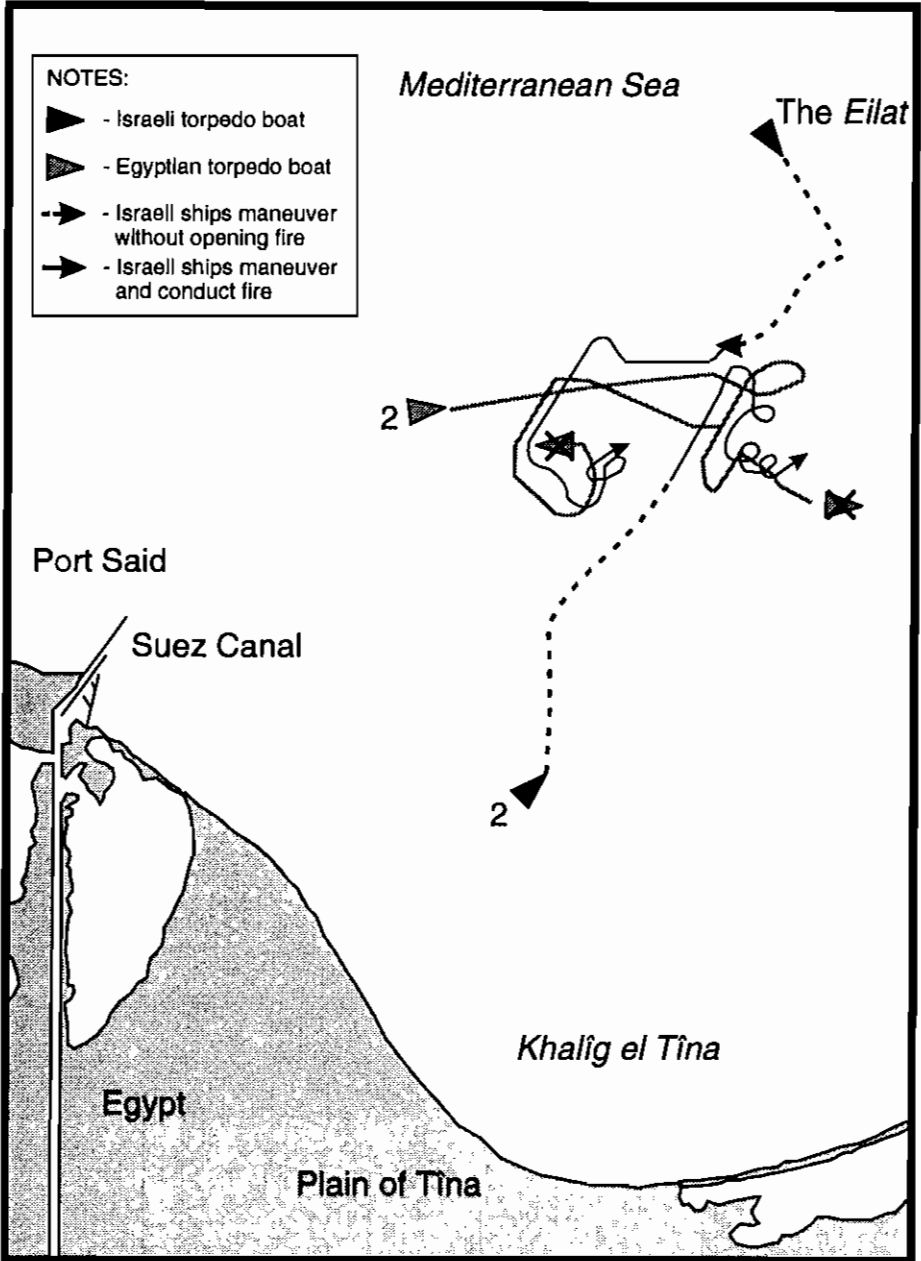 NOTES:
- Israeli torpedo boat
- Egyptian torpedo boat
- Israeli ships maneuver
without opening fire
- Israeli ships maneuver
and conduct fire
Mediterranean Sea
The Eilat
2
Port Said
Suez Canal
2
Khalîg el Tîna
Egypt
Plain of Tîna